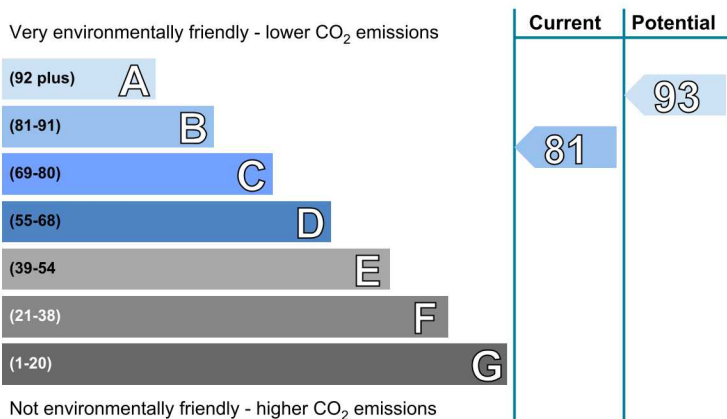 Current Potential
Very environmentally friendly - lower CO₂ emissions
(92 plus) A
93
(81-91) B
81
(69-80) C
(55-68) D
(39-54 E
(21-38) F
(1-20) G
Not environmentally friendly - higher CO₂ emissions